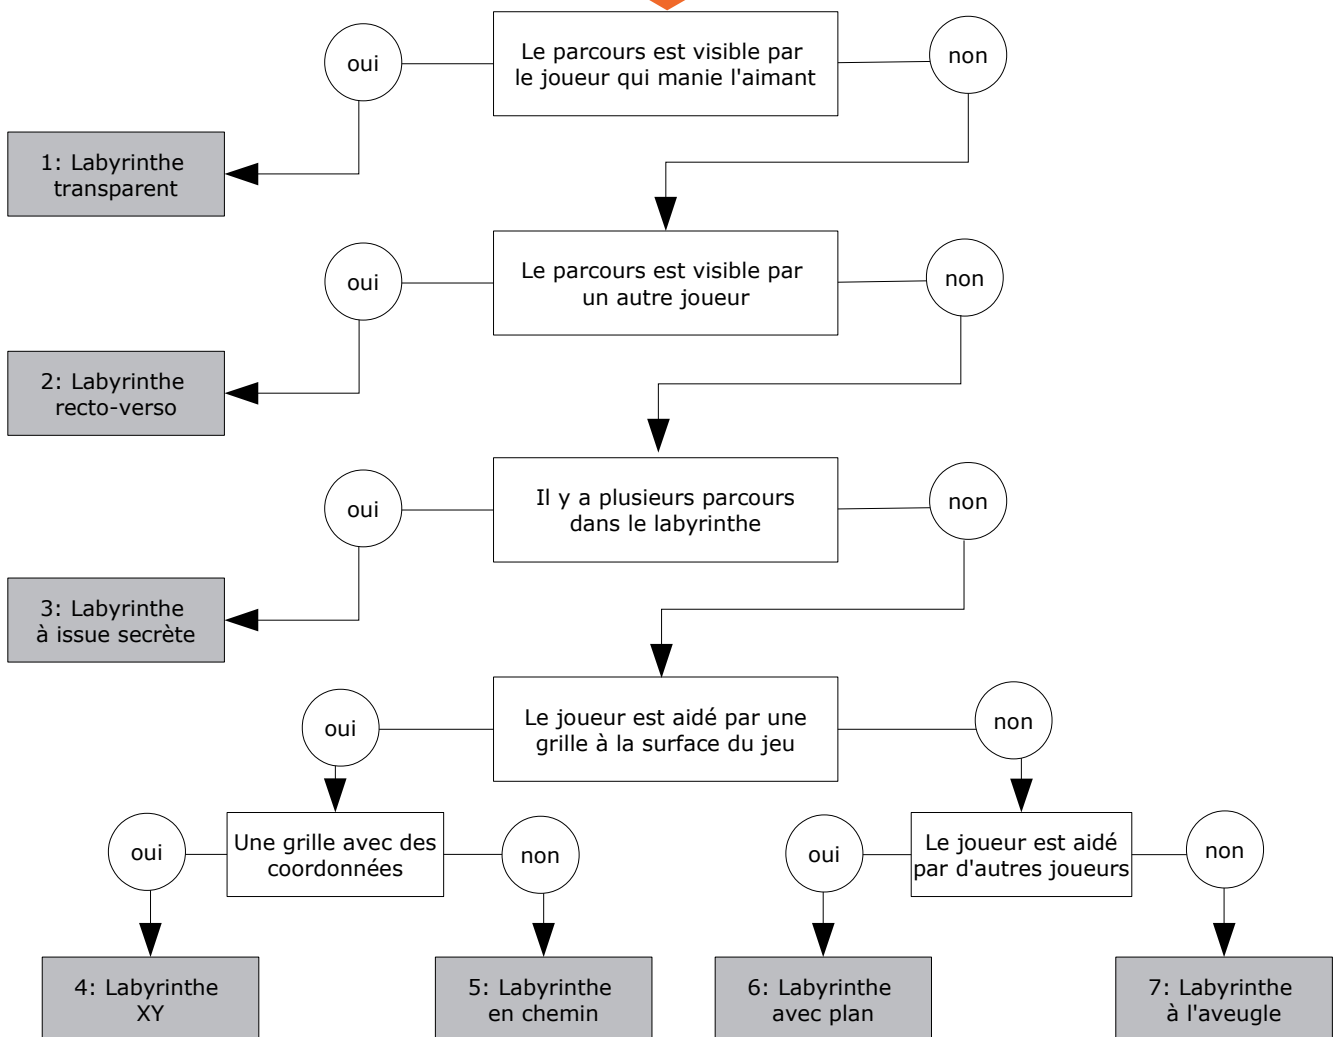 Le parcours est visible par
le joueur qui manie l'aimant
oui
non
1: Labyrinthe
transparent
Le parcours est visible par
un autre joueur
oui
non
2: Labyrinthe
recto-verso
Il y a plusieurs parcours
dans le labyrinthe
oui
non
3: Labyrinthe
à issue secrète
Le joueur est aidé par une
grille à la surface du jeu
oui
non
Une grille avec des
coordonnées
oui
non
Le joueur est aidé
par d'autres joueurs
oui
non
4: Labyrinthe
XY
5: Labyrinthe
en chemin
6: Labyrinthe
avec plan
7: Labyrinthe
à l'aveugle